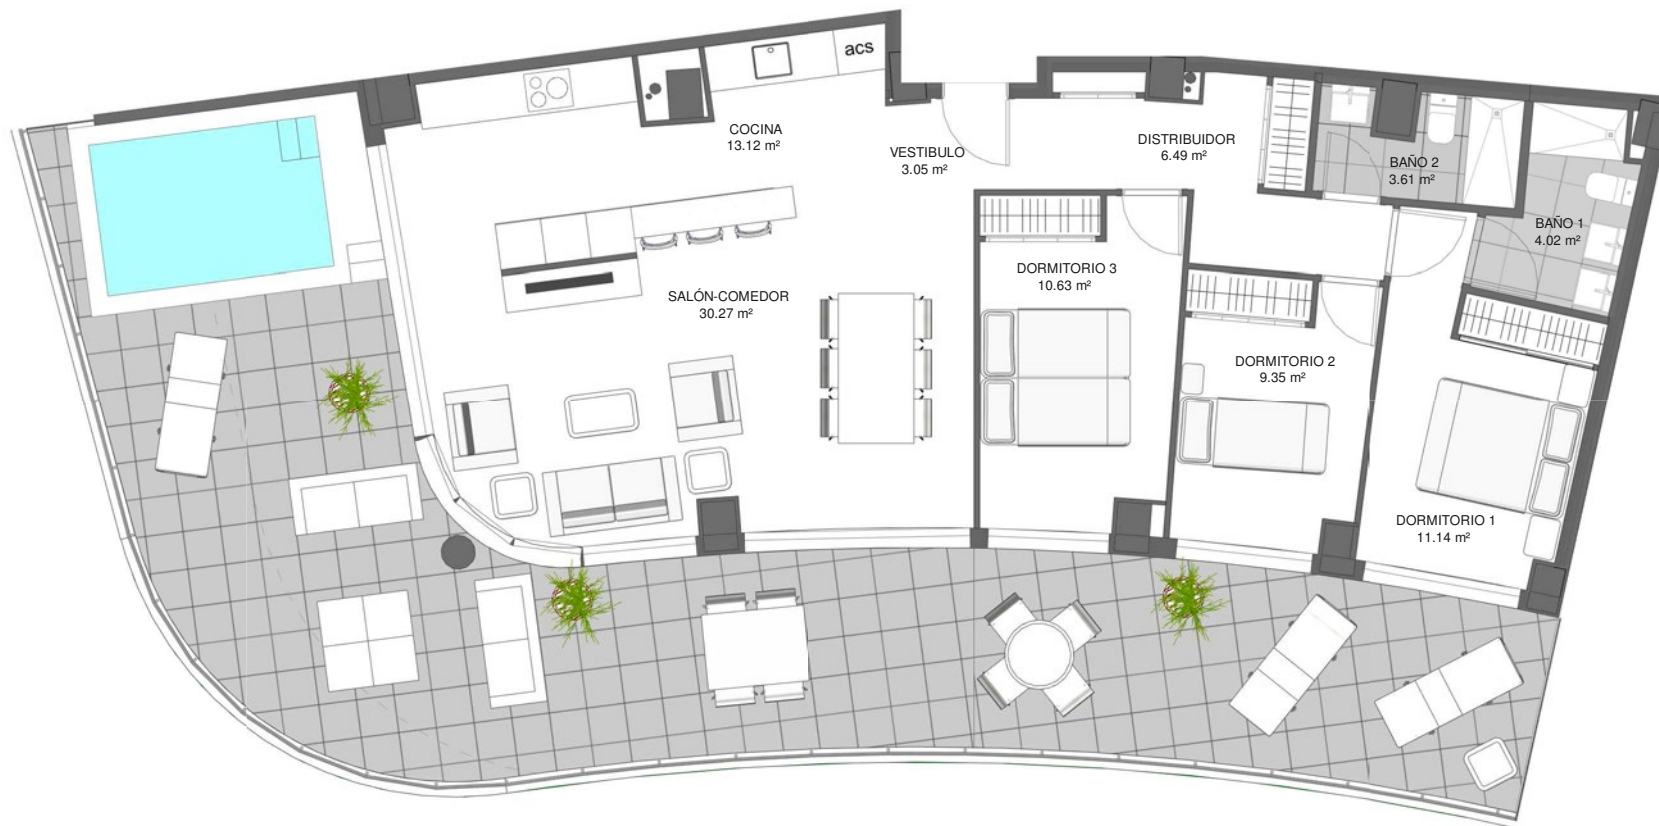 acs
COCINA
13.12 m²
VESTIBULO
3.05 m²
DISTRIBUIDOR
6.49 m²
BAÑO 2
3.61 m²
BAÑO 1
4.02 m²
SALÓN-COMEDOR
30.27 m²
DORMITORIO 3
10.63 m²
DORMITORIO 2
9.35 m²
DORMITORIO 1
11.14 m²